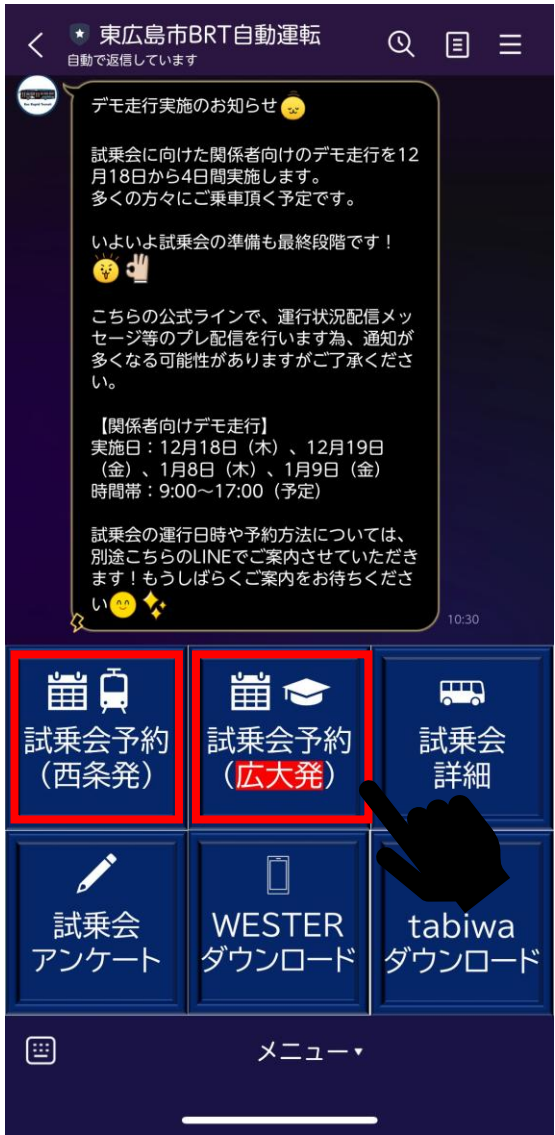 東広島市BRT自動運転
自動で返信しています
デモ走行実施のお知らせ
試乗会に向けた関係者向けのデモ走行を12
月18日から4日間実施します。
多くの方々にご乗車頂く予定です。
いよいよ試乗会の準備も最終段階です！
こちらの公式ラインで、運行状況配信メッ
セージ等のプレ配信を行います為、通知が
多くなる可能性がありますがご了承くださ
い。
【関係者向けデモ走行】
実施日：12月18日（木）、12月19日
（金）、1月8日（木）、1月9日（金）
時間帯：9:00～17:00（予定）
試乗会の運行日時や予約方法については、
別途こちらのLINEでご案内させていただき
ます！もうしばらくご案内をお待ちくださ
い
10:30
試乗会予約
（西条発）
試乗会予約
（広大発）
試乗会
詳細
試乗会
アンケート
WESTER
ダウンロード
tabiwa
ダウンロード
メニュー▾